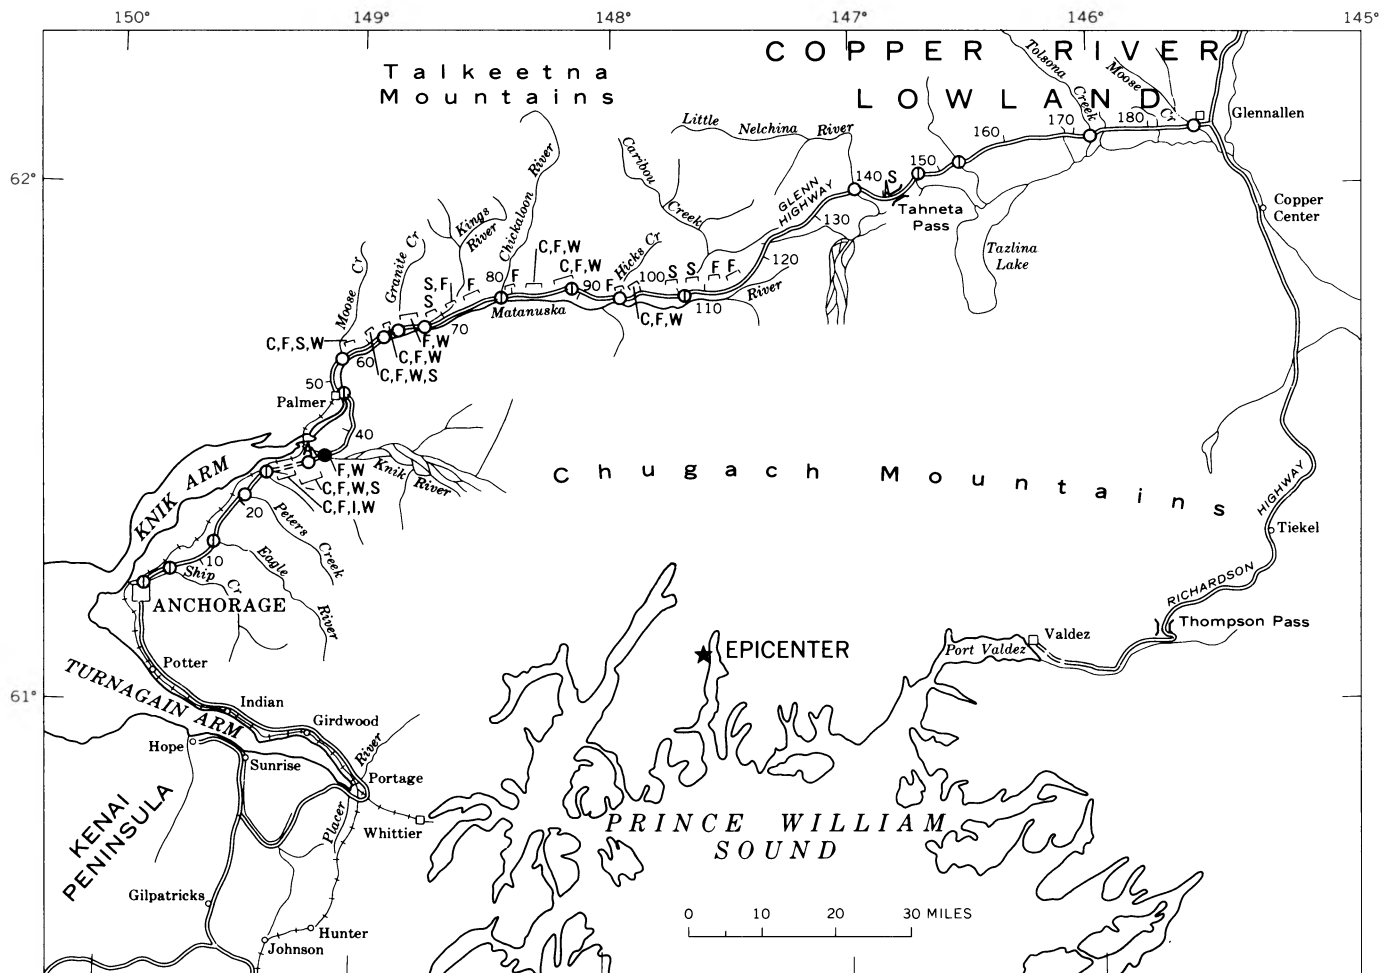 150°
149°
148°
147°
146°
145°
COPPER RIVER
LOWLAND
Talkeetna
Mountains
Tolsona
Creek
Moose
Cr
Glennallen
Little Nelchina River
Caribou
Creek
Chickaloon River
Kings
River
Granite Cr
Moose Cr
Hicks Cr
GLENN
HIGHWAY
62°
140
S
150
160
170
180
Tahneta
Pass
Copper
Center
Tazlina
Lake
130
120
River
110
100
S
S
F
F
C,F,W
C,F,W
90
F
C,F,W
80
F
S,F
S
F
Matanuska
70
F,W
C,F,W
C,F,W,S
C,F,S,W
60
50
Palmer
40
KNIK ARM
Knik
River
F,W
C,F,W,S
C,F,I,W
Chugach Mountains
20
Peters
Creek
10
Eagle
River
Ship
Cr
ANCHORAGE
HIGHWAY
Tiekel
RICHARDSON
Thompson Pass
Valdez
Port Valdez
EPICENTER
Potter
61°
TURNAGAIN ARM
Indian
Girdwood
Hope
Sunrise
River
Portage
Placer
Whittier
KENAI
PENINSULA
PRINCE WILLIAM
SOUND
Gilpatricks
Hunter
Johnson
0 10 20 30 MILES